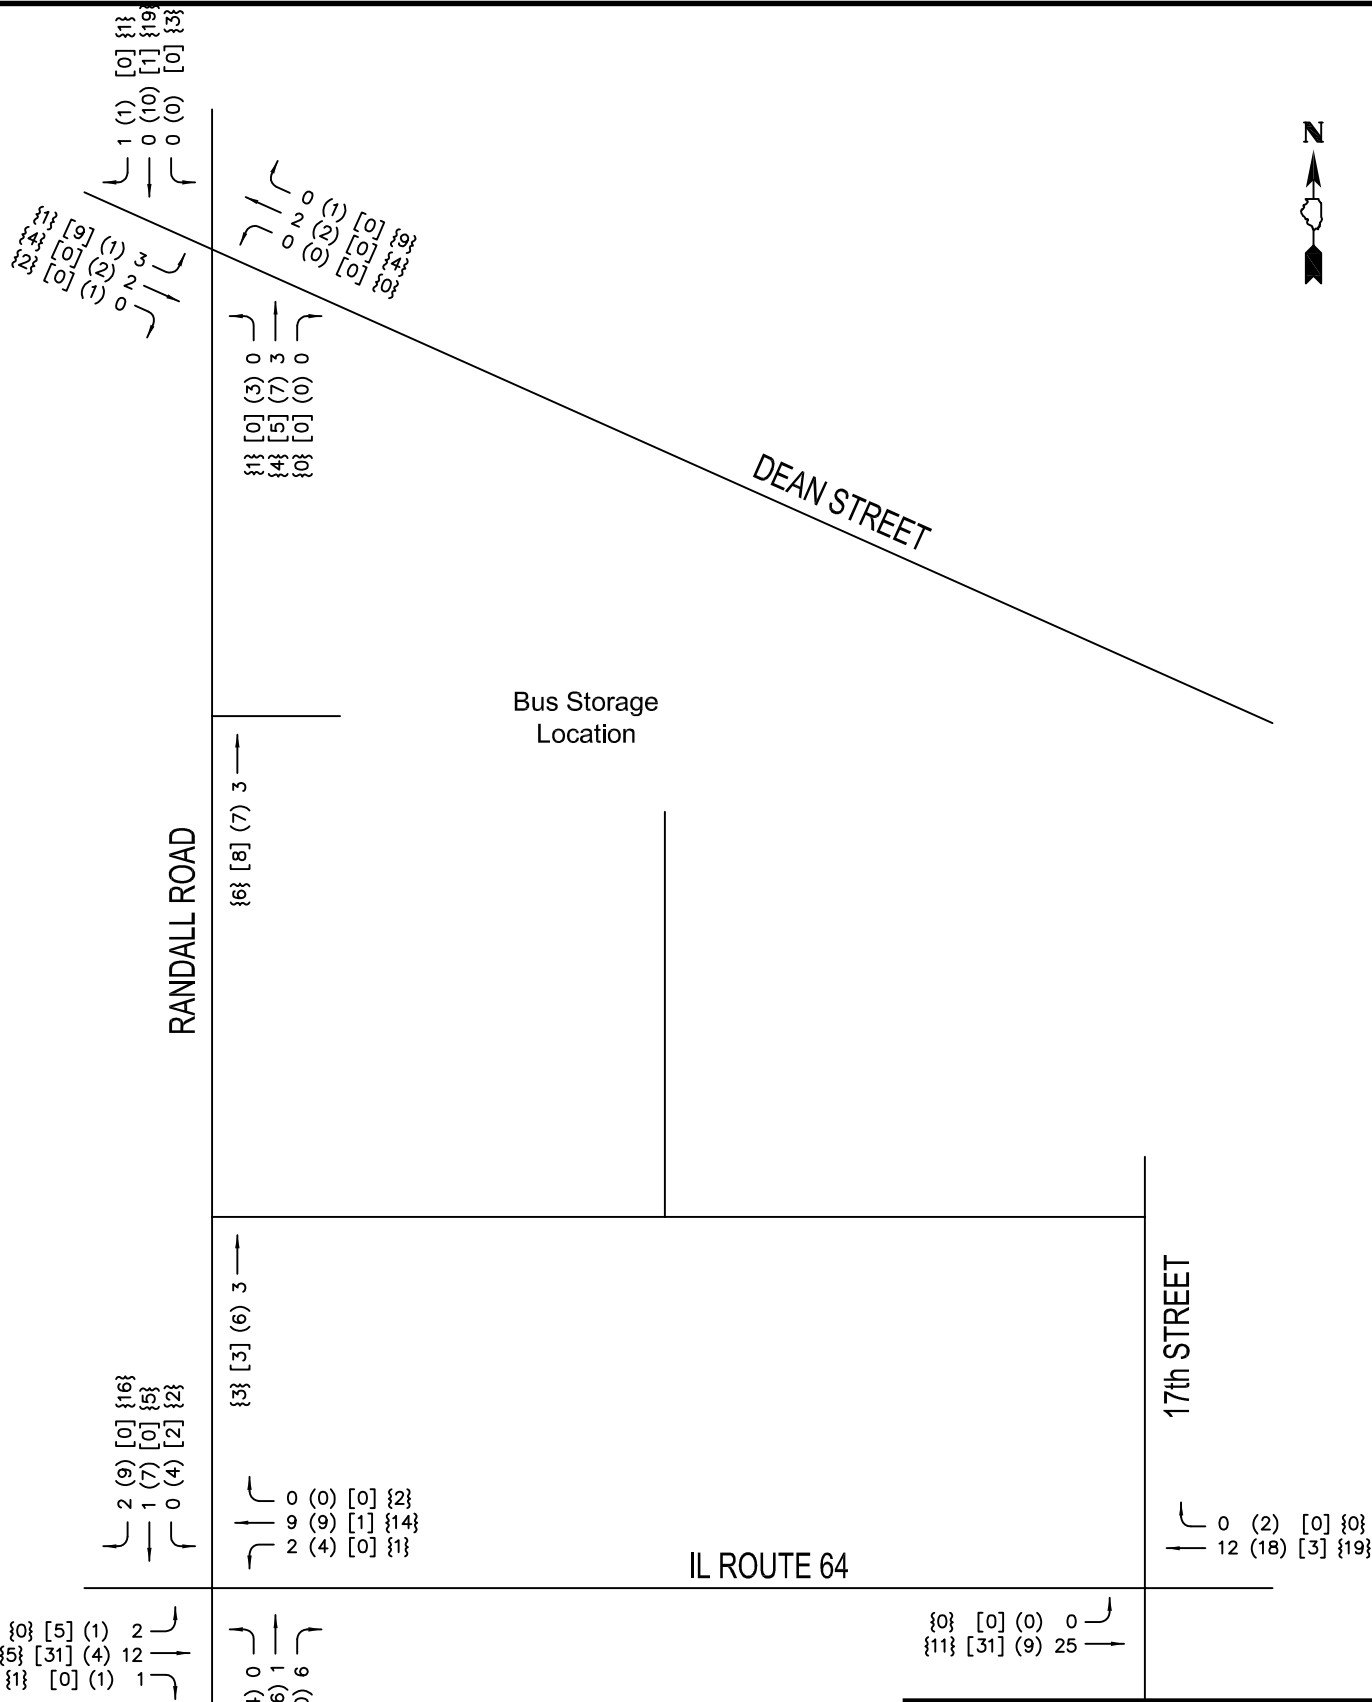 1 (1) [0] {1}
0 (10) [1] {19}
0 (0) [0] {3}
N
0 (1) [0] {9}
2 (2) [0] {4}
0 (0) [0] {0}
{1} [9] (1) 3
{4} [0] (2) 2
{2} [0] (1) 0
{1} [0] (3) 0
{4} [5] (7) 3
{0} [0] (0) 0
DEAN STREET
Bus Storage
Location
{6} [8] (7) 3
RANDALL ROAD
{3} [3] (6) 3
17th STREET
2 (9) [0] {16}
1 (7) [0] {5}
0 (4) [2] {2}
0 (0) [0] {2}
9 (9) [1] {14}
2 (4) [0] {1}
IL ROUTE 64
0 (2) [0] {0}
12 (18) [3] {19}
{0} [5] (1) 2
{5} [31] (4) 12
{1} [0] (1) 1
) 0
6) 1
) 6
{0} [0] (0) 0
{11} [31] (9) 25